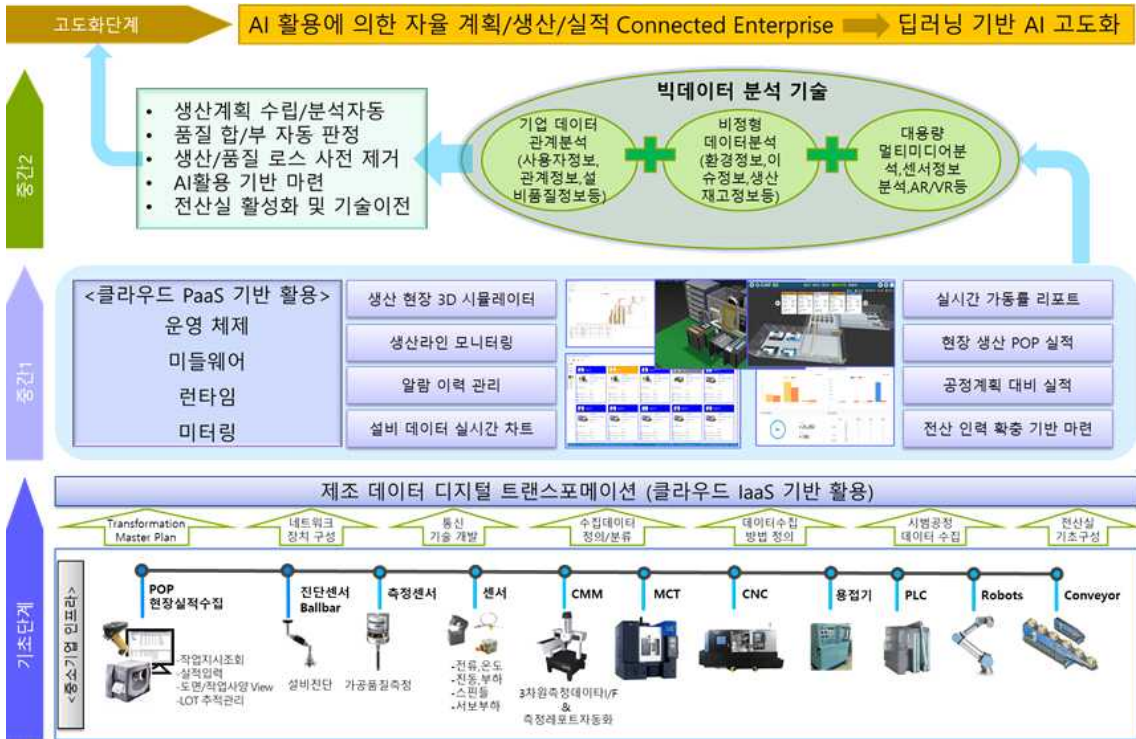 고도화단계
AI 활용에 의한 자율 계획/생산/실적 Connected Enterprise
딥러닝 기반 AI 고도화
중간2
• 생산계획 수립/분석자동
• 품질 합/부 자동 판정
• 생산/품질 로스 사전 제거
• AI활용 기반 마련
• 전산실 활성화 및 기술이전
빅데이터 분석 기술
기업 데이터
관계분석
(사용자정보,
관계정보,설
비품질정보등)
비정형
데이터분석
(환경정보,이
슈정보,생산
재고정보등)
대용량
멀티미디어분
석,센서정보
분석,AR/VR등
중간1
<클라우드 PaaS 기반 활용>
운영 체제
미들웨어
런타임
미터링
생산 현장 3D 시뮬레이터
생산라인 모니터링
알람 이력 관리
설비 데이터 실시간 차트
실시간 가동률 리포트
현장 생산 POP 실적
공정계획 대비 실적
전산 인력 확충 기반 마련
기초단계
제조 데이터 디지털 트랜스포메이션 (클라우드 IaaS 기반 활용)
Transformation
Master Plan
네트워크
장치 구성
통신
기술 개발
수집데이터
정의/분류
데이터수집
방법 정의
시범공정
데이터 수집
전산실
기초구성
<중소기업 인프라>
POP
현장실적수집
진단센서
Ballbar
측정센서
센서
CMM
MCT
CNC
용접기
PLC
Robots
Conveyor
-작업지시조회
-실적입력
-도면/작업사양 View
-LOT 추적관리
설비진단
가공품질측정
-전류,온도
-진동,부하
-스핀들
-서보부하
3차원측정데이타I/F
&
측정레포트자동화